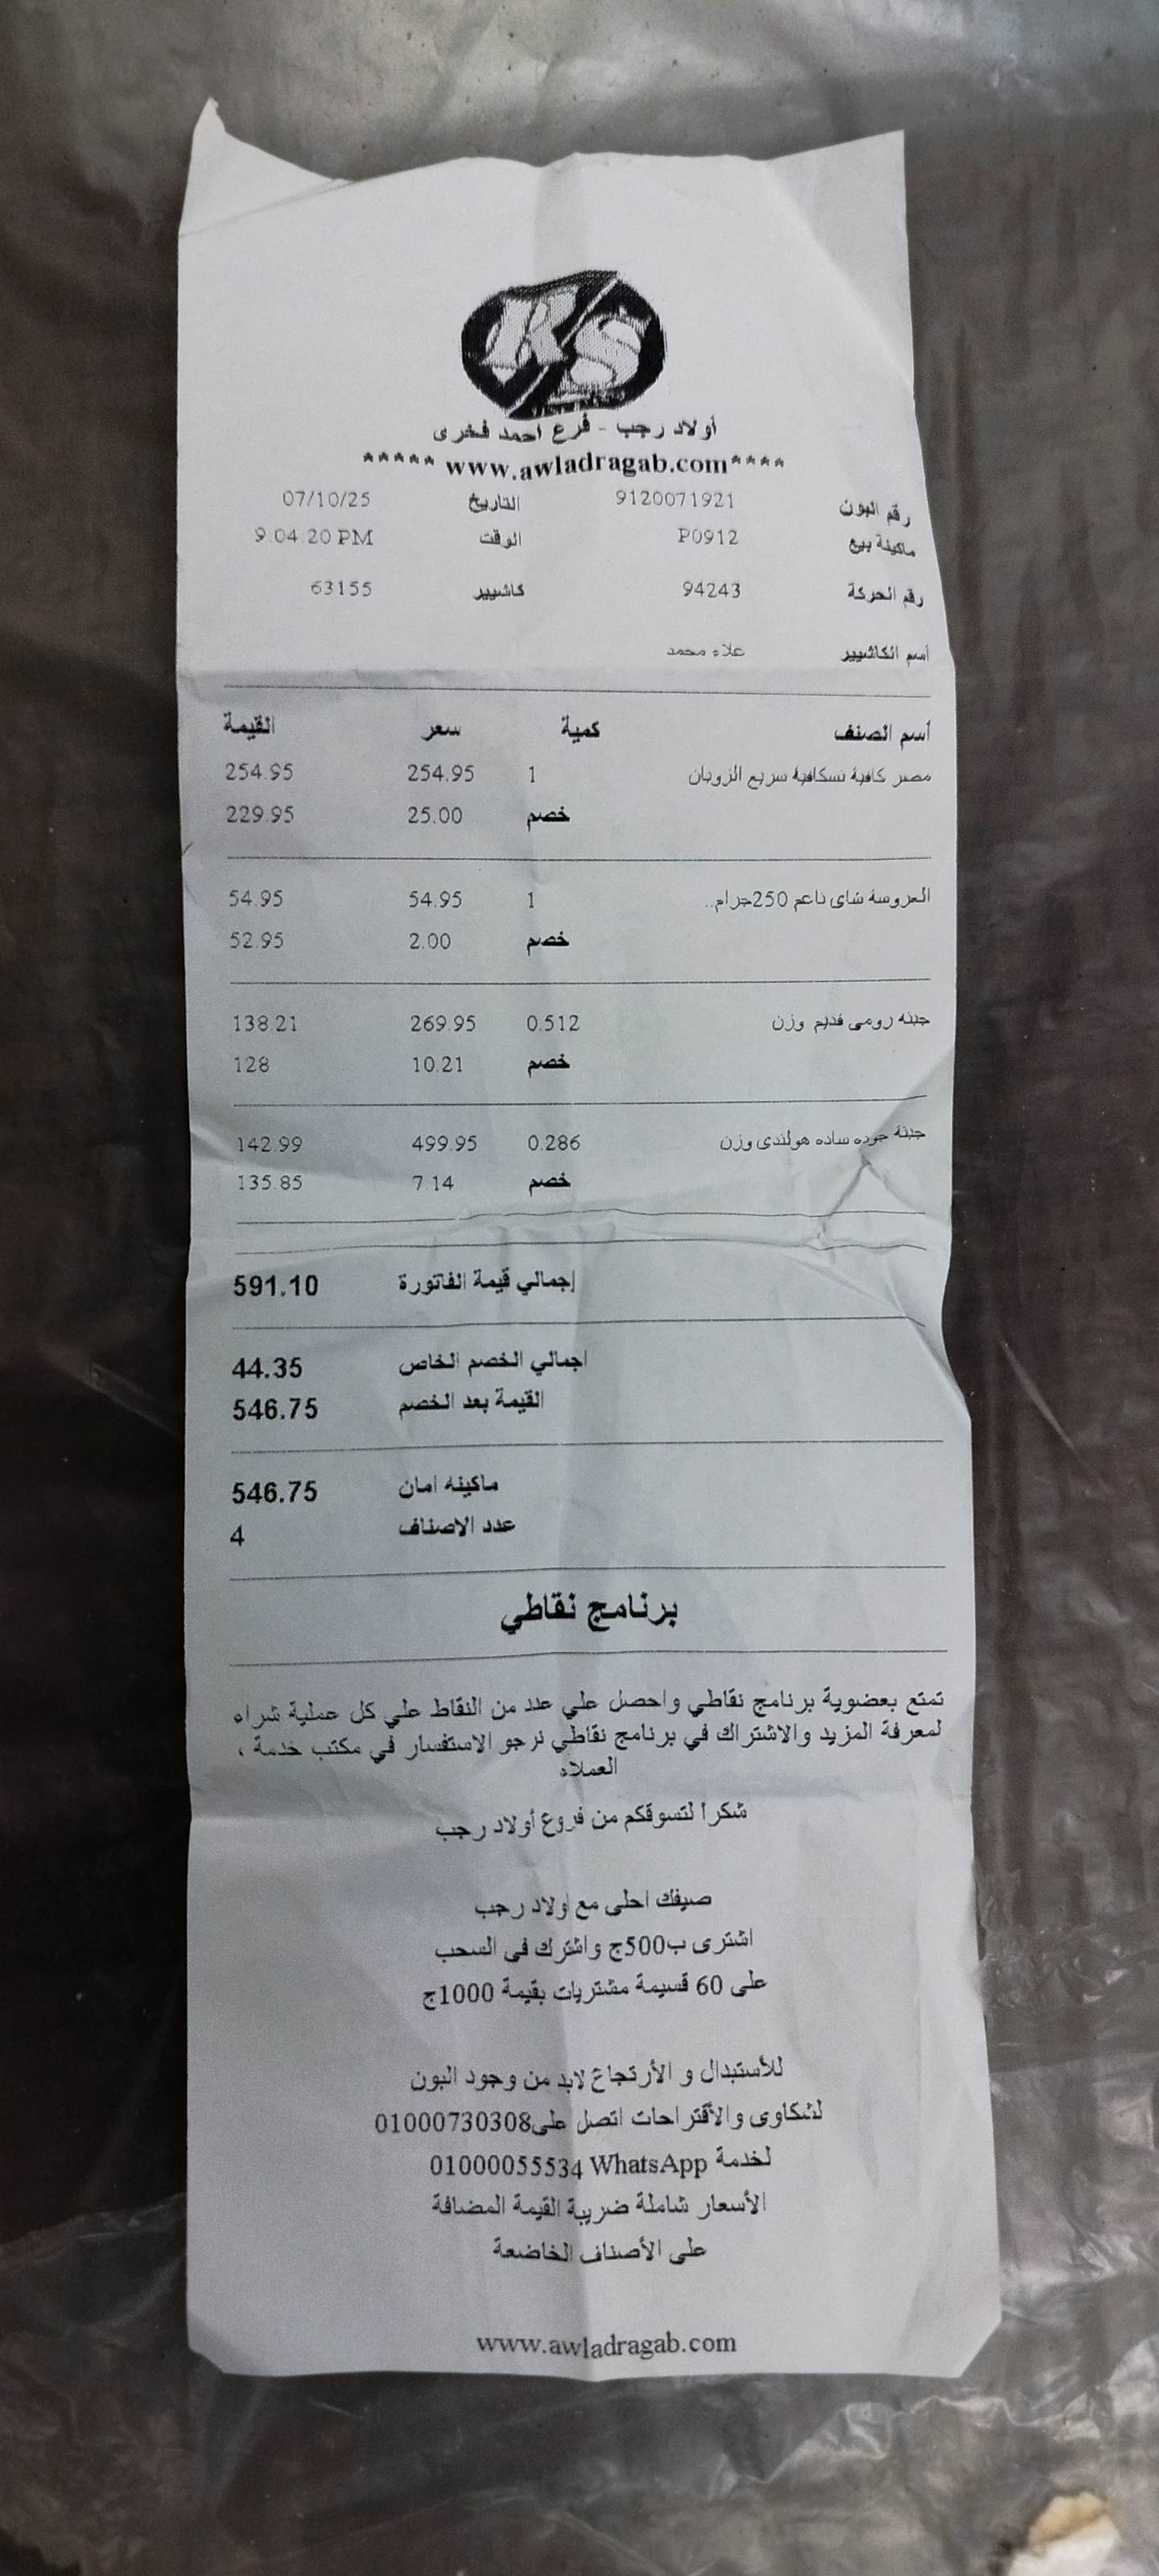 KS
أولاد رجب - فرع احمد فخرى
***** www.awladragab.com****
رقم البون 9120071921 التاريخ 07/10/25
ماكينة بيع P0912 الوقت 9:04:20 PM
رقم الحركة 94243 كاشيير 63155
أسم الكاشيير علاء محمد
أسم الصنف كمية سعر القيمة
مصر كافية نسكافية سريع الزوبان 1 254.95 254.95
خصم 25.00 229.95
العروسة شاى ناعم 250جرام.. 1 54.95 54.95
خصم 2.00 52.95
جبنه رومى قديم وزن 0.512 269.95 138.21
خصم 10.21 128
جبنة جوده ساده هولندى وزن 0.286 499.95 142.99
خصم 7.14 135.85
إجمالي قيمة الفاتورة 591.10
اجمالي الخصم الخاص 44.35
القيمة بعد الخصم 546.75
ماكينه امان 546.75
عدد الاصناف 4
برنامج نقاطي
تمتع بعضوية برنامج نقاطي واحصل علي عدد من النقاط علي كل عملية شراء
لمعرفة المزيد والاشتراك في برنامج نقاطي نرجو الاستفسار في مكتب خدمة ،
العملاء
شكرا لتسوقكم من فروع أولاد رجب
صيفك احلى مع اولاد رجب
اشترى ب500ج واشترك فى السحب
على 60 قسيمة مشتريات بقيمة 1000ج
للأستبدال و الأرتجاع لابد من وجود البون
لشكاوى والأقتراحات اتصل على01000730308
لخدمة WhatsApp 01000055534
الأسعار شاملة ضريبة القيمة المضافة
على الأصناف الخاضعة
www.awladragab.com